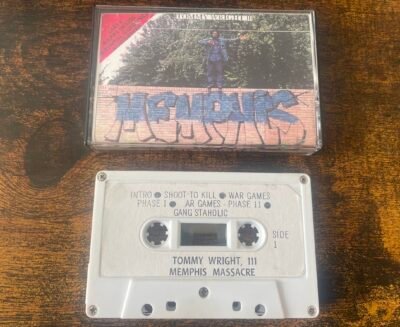 TOMMY WRIGHT III
MEMPHIS
INTRO ● SHOOT TO KILL ● WAR GAMES
PHASE I ● AR GAMES - PHASE II ●
GANG STAHOLIC
SIDE
1
TOMMY WRIGHT, 111
MEMPHIS MASSACRE